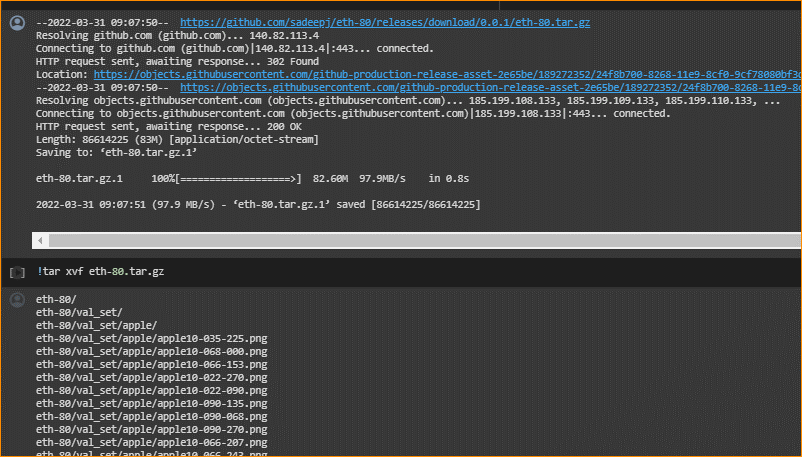 --2022-03-31 09:07:50-- https://github.com/sadeepj/eth-80/releases/download/0.0.1/eth-80.tar.gz
Resolving github.com (github.com)... 140.82.113.4
Connecting to github.com (github.com)|140.82.113.4|:443... connected.
HTTP request sent, awaiting response... 302 Found
Location: https://objects.githubusercontent.com/github-production-release-asset-2e65be/189272352/24f8b700-8268-11e9-8cf0-9cf78080bf3
--2022-03-31 09:07:50-- https://objects.githubusercontent.com/github-production-release-asset-2e65be/189272352/24f8b700-8268-11e9-8
Resolving objects.githubusercontent.com (objects.githubusercontent.com)... 185.199.108.133, 185.199.109.133, 185.199.110.133, ...
Connecting to objects.githubusercontent.com (objects.githubusercontent.com)|185.199.108.133|:443... connected.
HTTP request sent, awaiting response... 200 OK
Length: 86614225 (83M) [application/octet-stream]
Saving to: ‘eth-80.tar.gz.1’
eth-80.tar.gz.1 100%[===================>] 82.60M 97.9MB/s in 0.8s
2022-03-31 09:07:51 (97.9 MB/s) - ‘eth-80.tar.gz.1’ saved [86614225/86614225]
[ ] !tar xvf eth-80.tar.gz
eth-80/
eth-80/val_set/
eth-80/val_set/apple/
eth-80/val_set/apple/apple10-035-225.png
eth-80/val_set/apple/apple10-068-000.png
eth-80/val_set/apple/apple10-066-153.png
eth-80/val_set/apple/apple10-022-270.png
eth-80/val_set/apple/apple10-022-090.png
eth-80/val_set/apple/apple10-090-135.png
eth-80/val_set/apple/apple10-090-068.png
eth-80/val_set/apple/apple10-090-270.png
eth-80/val_set/apple/apple10-066-207.png
eth-80/val_set/apple/apple10-066-243.png